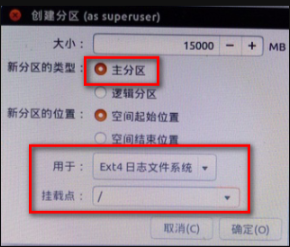 创建分区 (as superuser)
大小： 15000 － ＋ MB
新分区的类型： 主分区
逻辑分区
新分区的位置： 空间起始位置
空间结束位置
用于： Ext4 日志文件系统
挂载点： /
取消(C) 确定(O)